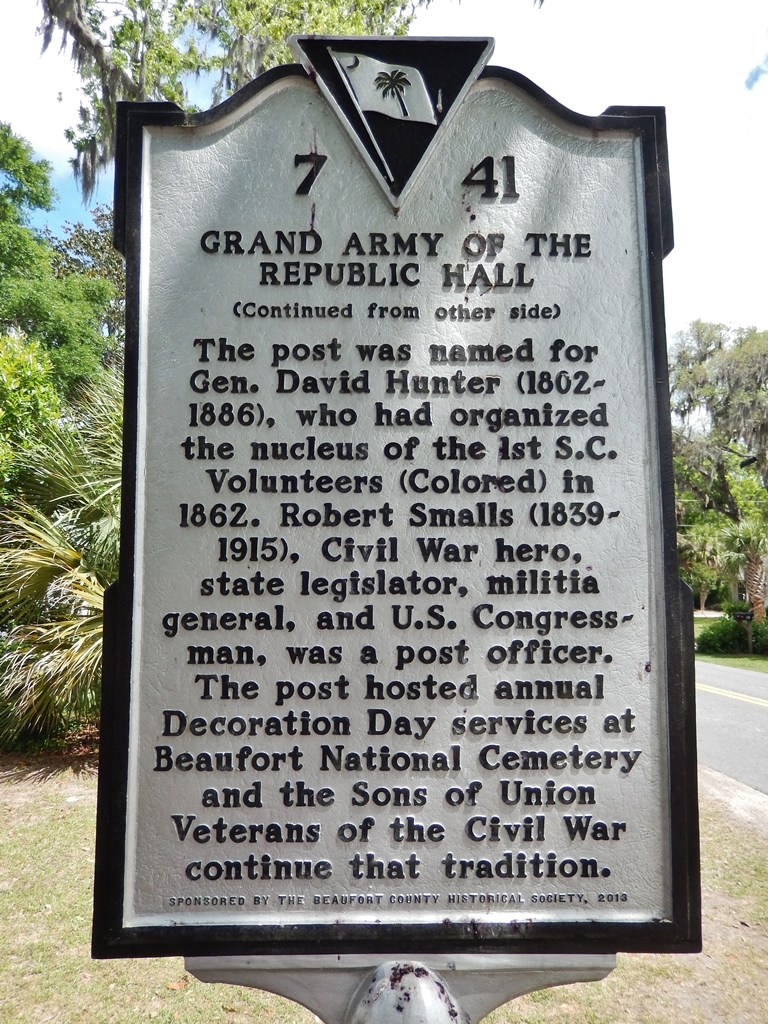 7 41
GRAND ARMY OF THE
REPUBLIC HALL
(Continued from other side)
The post was named for
Gen. David Hunter (1802-
1886), who had organized
the nucleus of the 1st S.C.
Volunteers (Colored) in
1862. Robert Smalls (1839-
1915), Civil War hero,
state legislator, militia
general, and U.S. Congress-
man, was a post officer.
The post hosted annual
Decoration Day services at
Beaufort National Cemetery
and the Sons of Union
Veterans of the Civil War
continue that tradition.
SPONSORED BY THE BEAUFORT COUNTY HISTORICAL SOCIETY, 2013